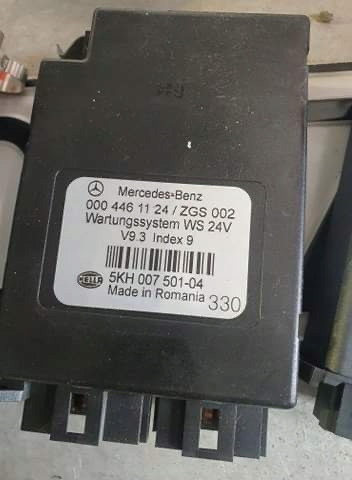 Mercedes-Benz
000 446 11 24 / ZGS 002
Wartungssystem WS 24V
V9.3 Index 9
HELLA
5KH 007 501-04
Made in Romania 330